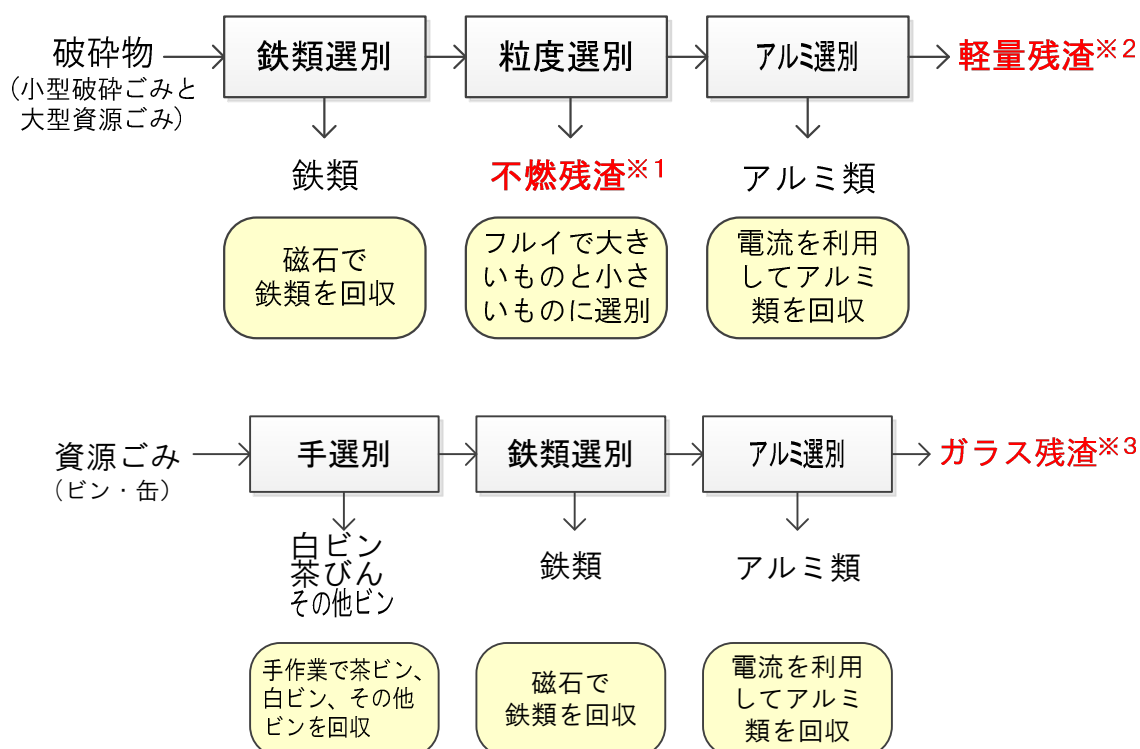 破砕物
(小型破砕ごみと
大型資源ごみ)
鉄類選別
粒度選別
アルミ選別
軽量残渣※2
鉄類
不燃残渣※1
アルミ類
磁石で
鉄類を回収
フルイで大き
いものと小さ
いものに選別
電流を利用
してアルミ
類を回収
資源ごみ
(ビン・缶)
手選別
鉄類選別
アルミ選別
ガラス残渣※3
白ビン
茶びん
その他ビン
鉄類
アルミ類
手作業で茶ビン、
白ビン、その他
ビンを回収
磁石で
鉄類を回収
電流を利用
してアルミ
類を回収